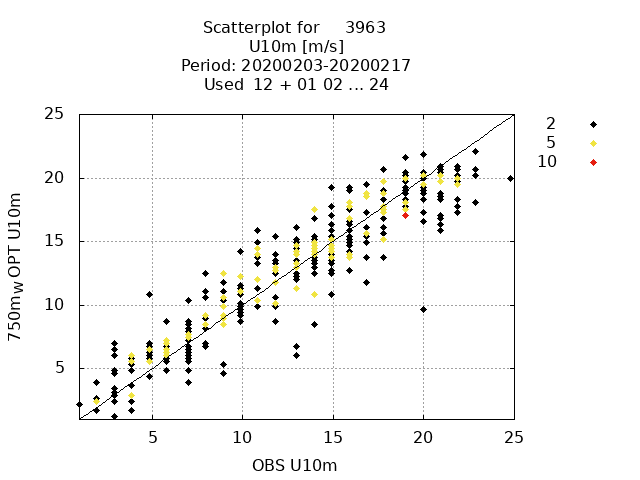 Scatterplot for 3963
U10m [m/s]
Period: 20200203-20200217
Used 12 + 01 02 ... 24
2
5
10
25
20
15
10
5
750mw OPT U10m
5 10 15 20 25
OBS U10m